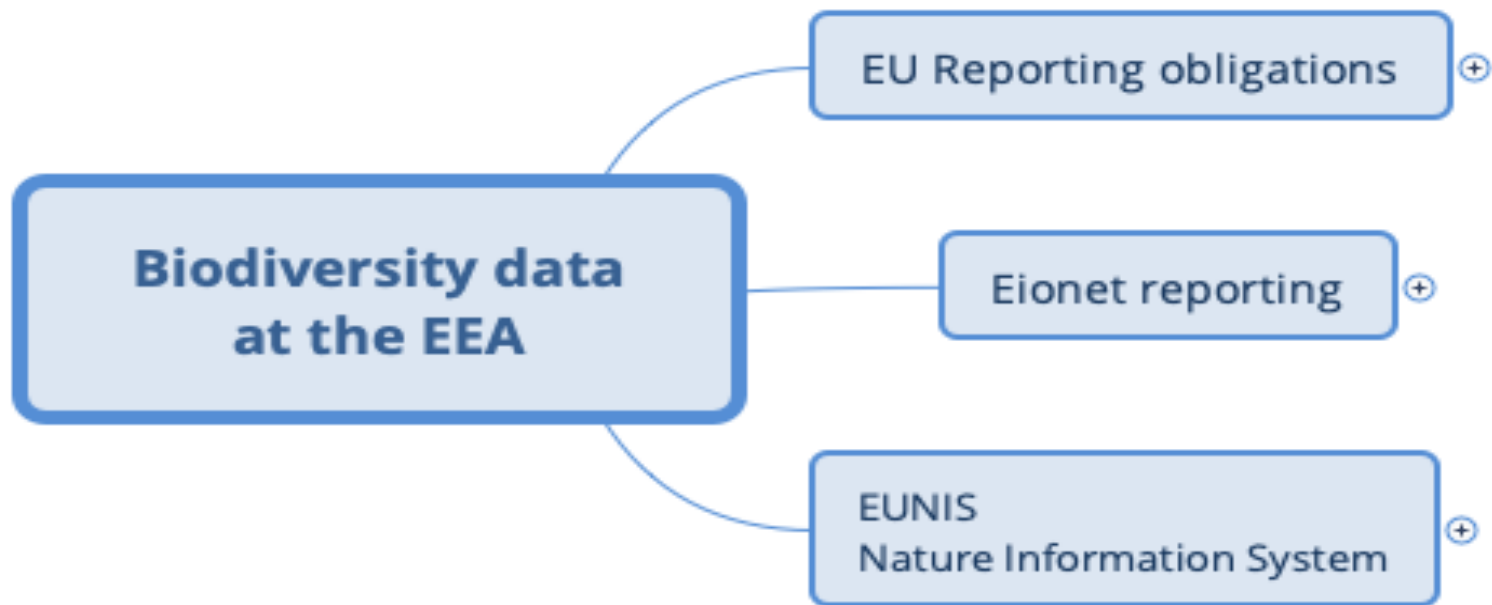 EU Reporting obligations
Biodiversity data
at the EEA
Eionet reporting
EUNIS
Nature Information System